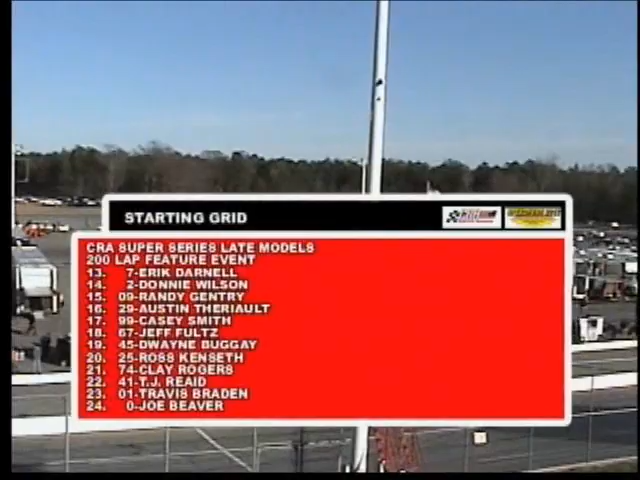 STARTING GRID
CRA SUPER SERIES LATE MODELS
200 LAP FEATURE EVENT
13. 7-ERIK DARNELL
14. 2-DONNIE WILSON
15. 09-RANDY GENTRY
16. 29-AUSTIN THERIAULT
17. 99-CASEY SMITH
18. 67-JEFF FULTZ
19. 45-DWAYNE BUGGAY
20. 25-ROSS KENSETH
21. 74-CLAY ROGERS
22. 41-T.J. REAID
23. 01-TRAVIS BRADEN
24. 0-JOE BEAVER